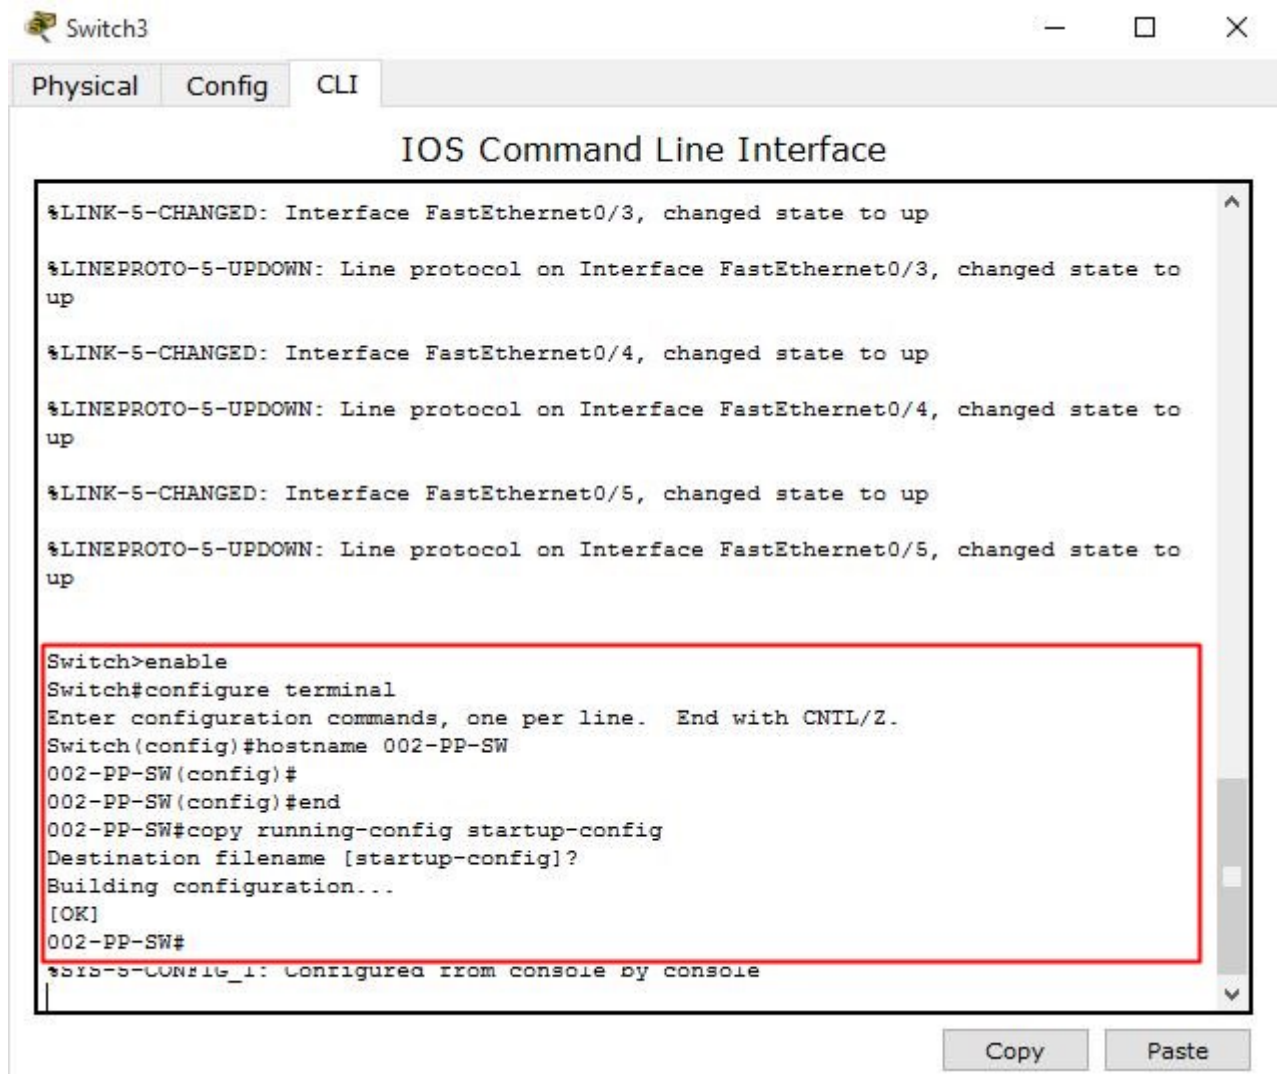 Switch3
Physical Config CLI
IOS Command Line Interface
%LINK-5-CHANGED: Interface FastEthernet0/3, changed state to up
%LINEPROTO-5-UPDOWN: Line protocol on Interface FastEthernet0/3, changed state to
up
%LINK-5-CHANGED: Interface FastEthernet0/4, changed state to up
%LINEPROTO-5-UPDOWN: Line protocol on Interface FastEthernet0/4, changed state to
up
%LINK-5-CHANGED: Interface FastEthernet0/5, changed state to up
%LINEPROTO-5-UPDOWN: Line protocol on Interface FastEthernet0/5, changed state to
up
Switch>enable
Switch#configure terminal
Enter configuration commands, one per line.  End with CNTL/Z.
Switch(config)#hostname 002-PP-SW
002-PP-SW(config)#
002-PP-SW(config)#end
002-PP-SW#copy running-config startup-config
Destination filename [startup-config]?
Building configuration...
[OK]
002-PP-SW#
%SYS-5-CONFIG_I: Configured from console by console
Copy Paste